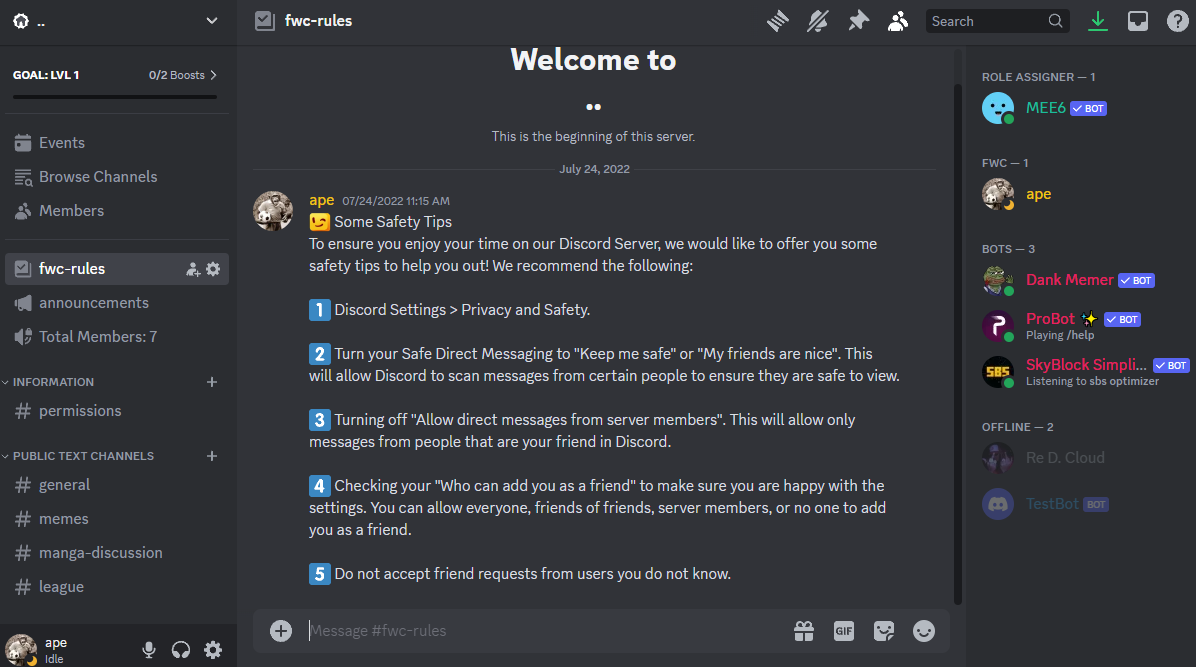 ..
fwc-rules
Search
GOAL: LVL 1
0/2 Boosts
Events
Browse Channels
Members
fwc-rules
announcements
Total Members: 7
INFORMATION
permissions
PUBLIC TEXT CHANNELS
general
memes
manga-discussion
league
ape
Idle
Welcome to
..
This is the beginning of this server.
July 24, 2022
ape 07/24/2022 11:15 AM
Some Safety Tips
To ensure you enjoy your time on our Discord Server, we would like to offer you some
safety tips to help you out! We recommend the following:
1 Discord Settings > Privacy and Safety.
2 Turn your Safe Direct Messaging to "Keep me safe" or "My friends are nice". This
will allow Discord to scan messages from certain people to ensure they are safe to view.
3 Turning off "Allow direct messages from server members". This will allow only
messages from people that are your friend in Discord.
4 Checking your "Who can add you as a friend" to make sure you are happy with the
settings. You can allow everyone, friends of friends, server members, or no one to add
you as a friend.
5 Do not accept friend requests from users you do not know.
Message #fwc-rules
GIF
ROLE ASSIGNER — 1
MEE6 BOT
FWC — 1
ape
BOTS — 3
Dank Memer BOT
ProBot ✨ BOT
Playing /help
SBS
SkyBlock Simpli... BOT
Listening to sbs optimizer
OFFLINE — 2
Re D. Cloud
TestBot BOT